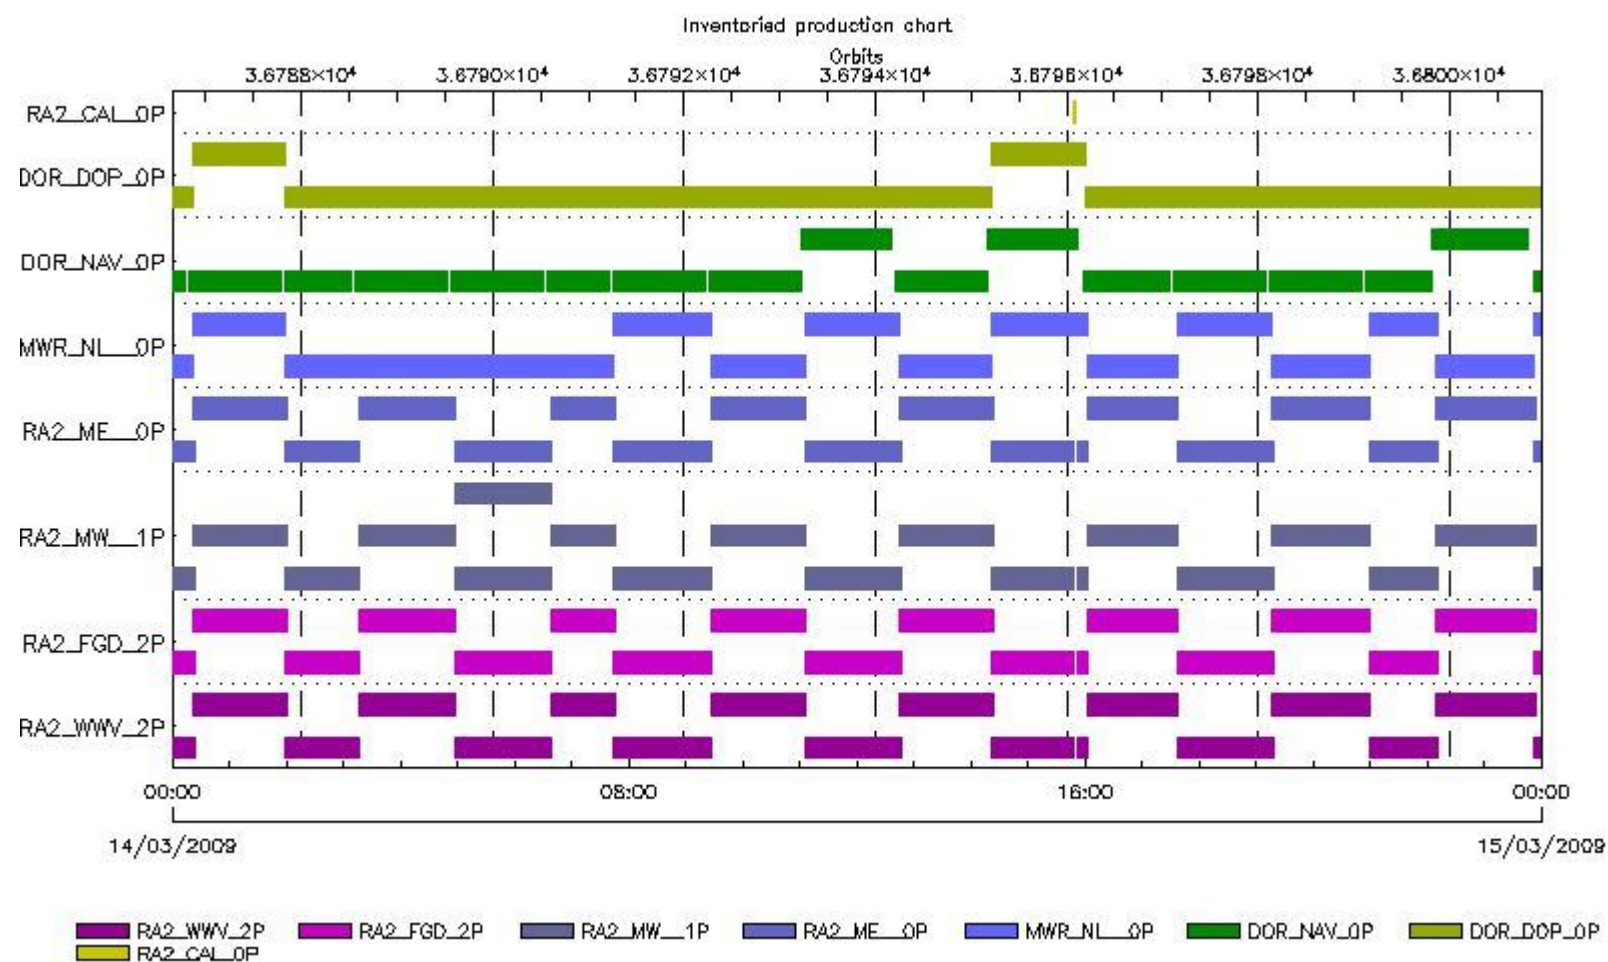 Inventoried production chart
Orbits
3.6788×10⁴ 3.6790×10⁴ 3.6792×10⁴ 3.6794×10⁴ 3.6796×10⁴ 3.6798×10⁴ 3.6800×10⁴
RA2_CAL_0P
DOR_DOP_0P
DOR_NAV_0P
MWR_NL__0P
RA2_ME__0P
RA2_MW__1P
RA2_FGD_2P
RA2_WWV_2P
00:00 08:00 16:00 00:00
14/03/2009 15/03/2009
RA2_WWV_2P RA2_FGD_2P RA2_MW__1P RA2_ME__0P MWR_NL__0P DOR_NAV_0P DOR_DOP_0P
RA2_CAL_0P